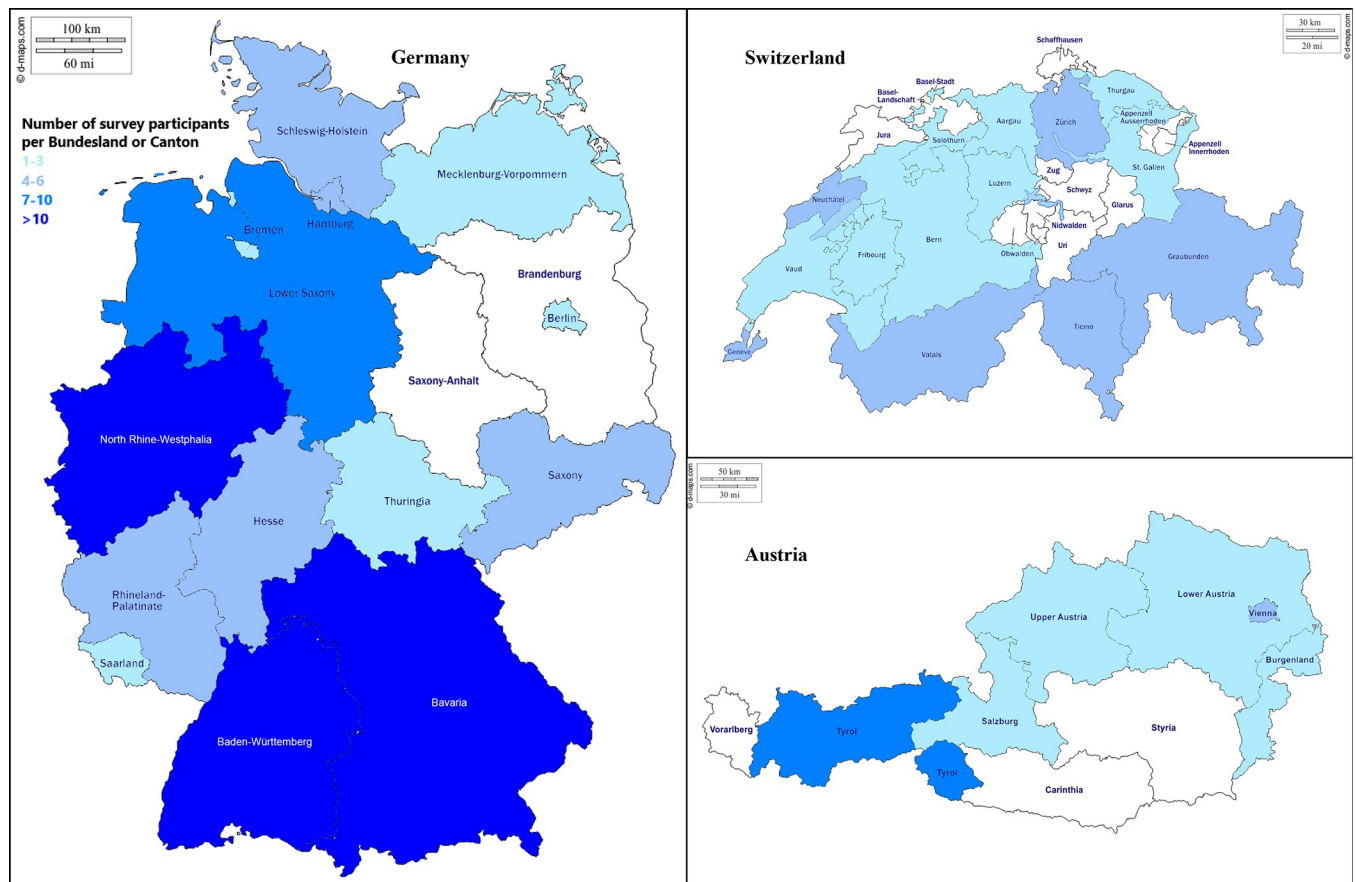 100 km
60 mi
© d-maps.com
Germany
Number of survey participants
per Bundesland or Canton
1-3
4-6
7-10
>10
Schleswig-Holstein
Mecklenburg-Vorpommern
Hamburg
Bremen
Brandenburg
Lower Saxony
Berlin
Saxony-Anhalt
North Rhine-Westphalia
Saxony
Thuringia
Hesse
Rhineland-
Palatinate
Saarland
Bavaria
Baden-Württemberg
Switzerland
30 km
20 mi
© d-maps.com
Schaffhausen
Basel-Stadt
Basel-
Landschaft
Thurgau
Jura
Aargau
Zürich
Appenzell
Ausserrhoden
Solothurn
Appenzell
Innerrhoden
St. Gallen
Zug
Luzern
Schwyz
Neuchâtel
Glarus
Nidwalden
Bern
Uri
Obwalden
Fribourg
Graubünden
Vaud
Ticino
Genève
Valais
50 km
30 mi
© d-maps.com
Austria
Lower Austria
Vienna
Upper Austria
Burgenland
Salzburg
Styria
Vorarlberg
Tyrol
Tyrol
Carinthia